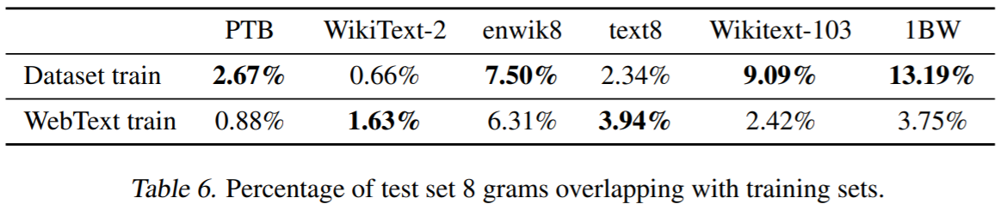 PTB WikiText-2 enwik8 text8 Wikitext-103 1BW
Dataset train 2.67% 0.66% 7.50% 2.34% 9.09% 13.19%
WebText train 0.88% 1.63% 6.31% 3.94% 2.42% 3.75%
Table 6. Percentage of test set 8 grams overlapping with training sets.